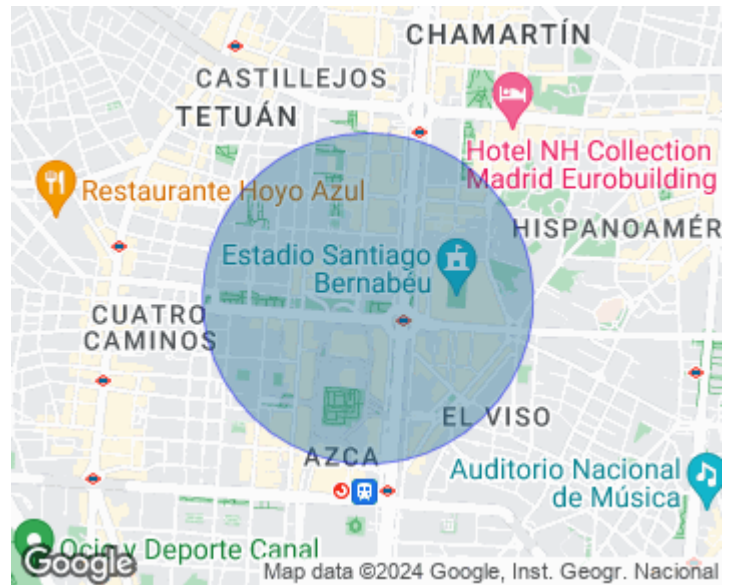 CHAMARTÍN
CASTILLEJOS
TETUÁN
Hotel NH Collection
Madrid Eurobuilding
Restaurante Hoyo Azul
HISPANOAMÉR
Estadio Santiago
Bernabéu
CUATRO
CAMINOS
EL VISO
AZCA
Auditorio Nacional
de Música
Ocio y Deporte Canal
Google
Map data ©2024 Google, Inst. Geogr. Nacional